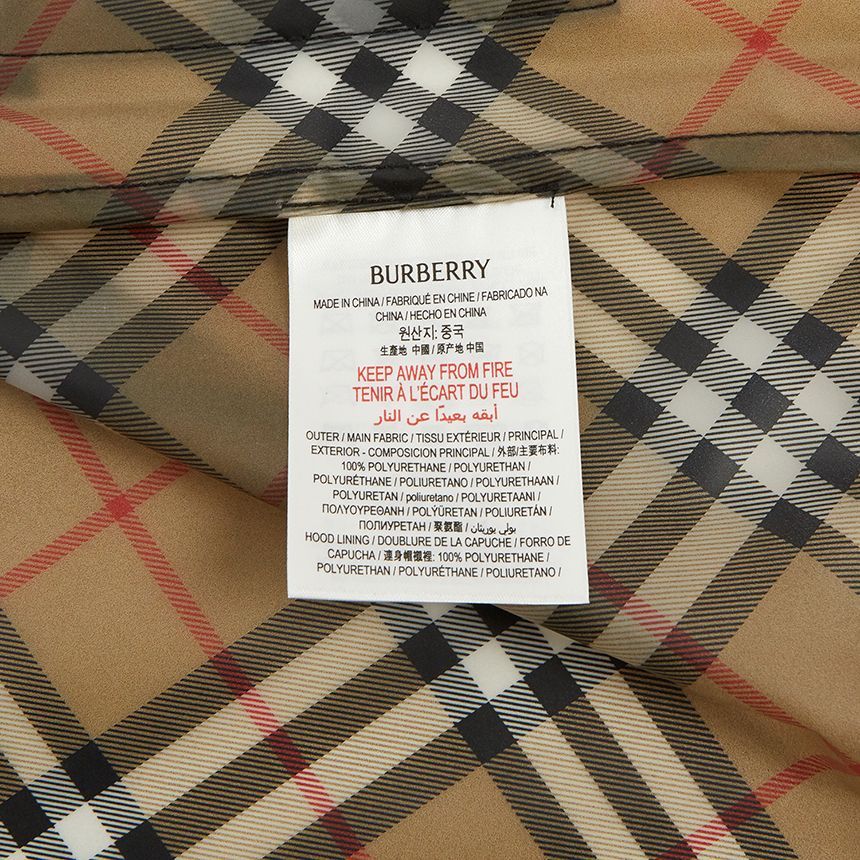 BURBERRY
MADE IN CHINA / FABRIQUÉ EN CHINE / FABRICADO NA
CHINA / HECHO EN CHINA
원산지: 중국
生產地 中國 / 原产地 中国
KEEP AWAY FROM FIRE
TENIR À L'ÉCART DU FEU
أبقه بعيدًا عن النار
OUTER / MAIN FABRIC / TISSU EXTÉRIEUR / PRINCIPAL /
EXTERIOR - COMPOSICION PRINCIPAL / 外部/主要布料:
100% POLYURETHANE / POLYURETHAN /
POLYURÉTHANE / POLIURETANO / POLYURETHAAN /
POLYURETAN / poliuretano / POLYURETAANI /
ΠΟΛΥΟΥΡΕΘΑΝΗ / POLÝÜRETAN / POLIURETÁN /
ПОЛИУРЕТАН / 聚氨酯 / بولي يوريثان /
HOOD LINING / DOUBLURE DE LA CAPUCHE / FORRO DE
CAPUCHA / 連身帽襯裡: 100% POLYURETHANE /
POLYURETHAN / POLYURÉTHANE / POLIURETANO /